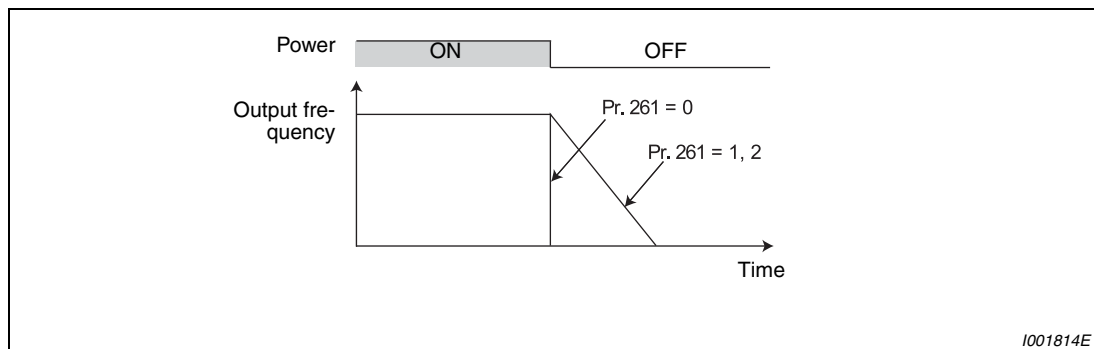 Power
ON
OFF
Output fre-
quency
Pr. 261 = 0
Pr. 261 = 1, 2
Time
I001814E